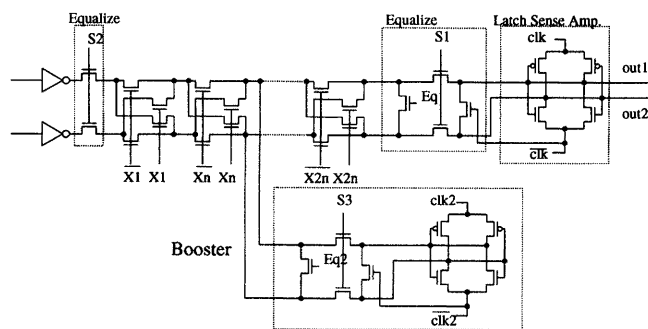 Equalize
Equalize
Latch Sense Amp.
S2
S1
clk
Eq
out1
out2
clk
X1 X1 Xn Xn X2n X2n
S3
clk2
Booster
Eq2
clk2